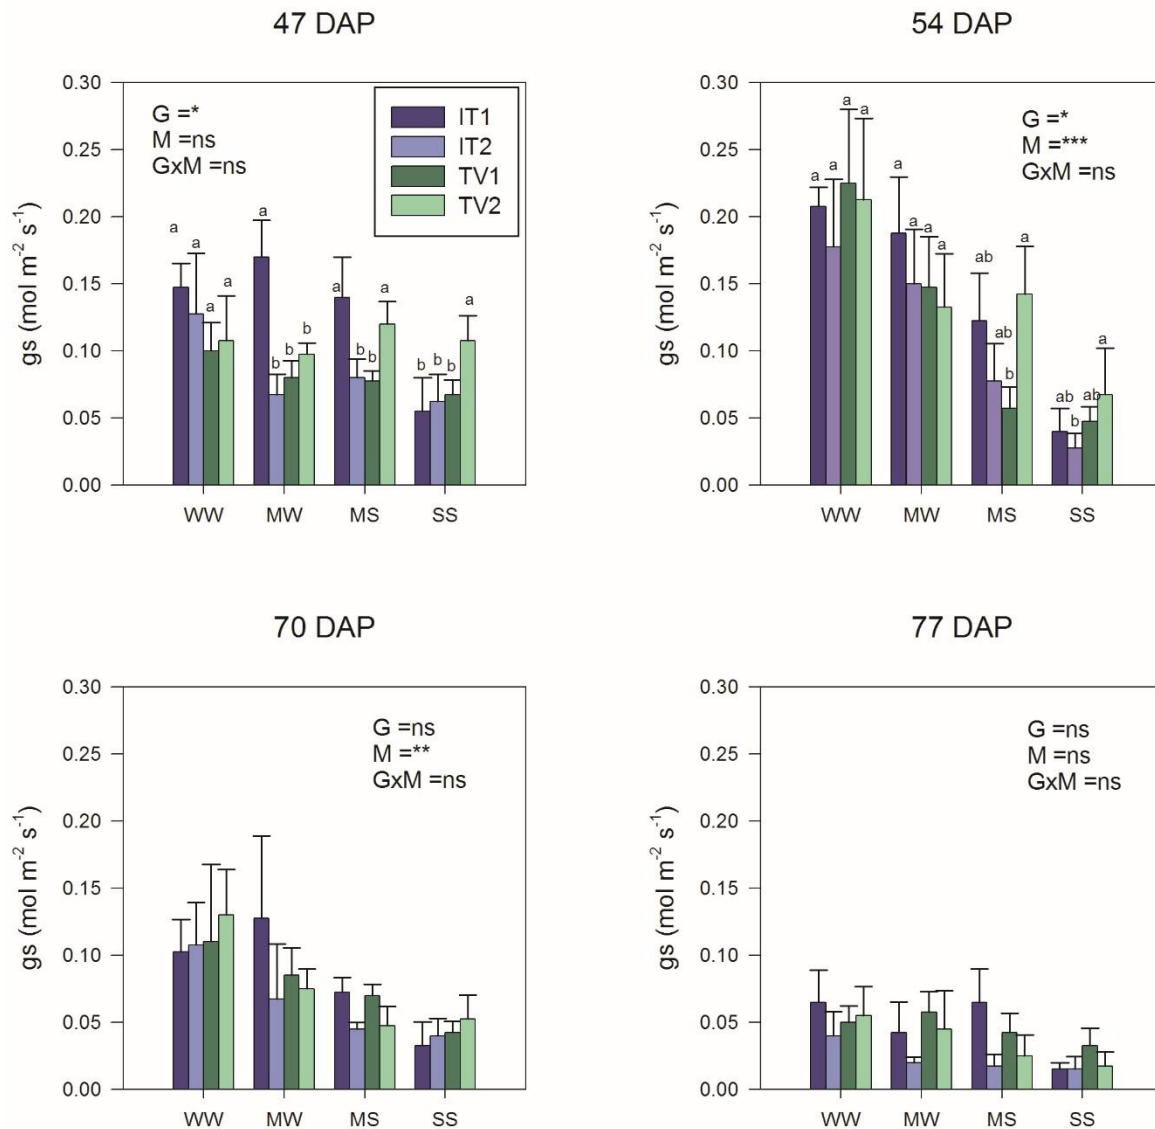 47 DAP
0.30
0.25
0.20
0.15
0.10
0.05
0.00
gs (mol m-2 s-1)
G =*
M =ns
GxM =ns
IT1
IT2
TV1
TV2
a a a a
a b b b
a b b a
b b b a
WW MW MS SS
54 DAP
0.30
0.25
0.20
0.15
0.10
0.05
0.00
gs (mol m-2 s-1)
G =*
M =***
GxM =ns
a a a a
a a a a
ab ab b a
ab b ab a
WW MW MS SS
70 DAP
0.30
0.25
0.20
0.15
0.10
0.05
0.00
gs (mol m-2 s-1)
G =ns
M =**
GxM =ns
WW MW MS SS
77 DAP
0.30
0.25
0.20
0.15
0.10
0.05
0.00
gs (mol m-2 s-1)
G =ns
M =ns
GxM =ns
WW MW MS SS